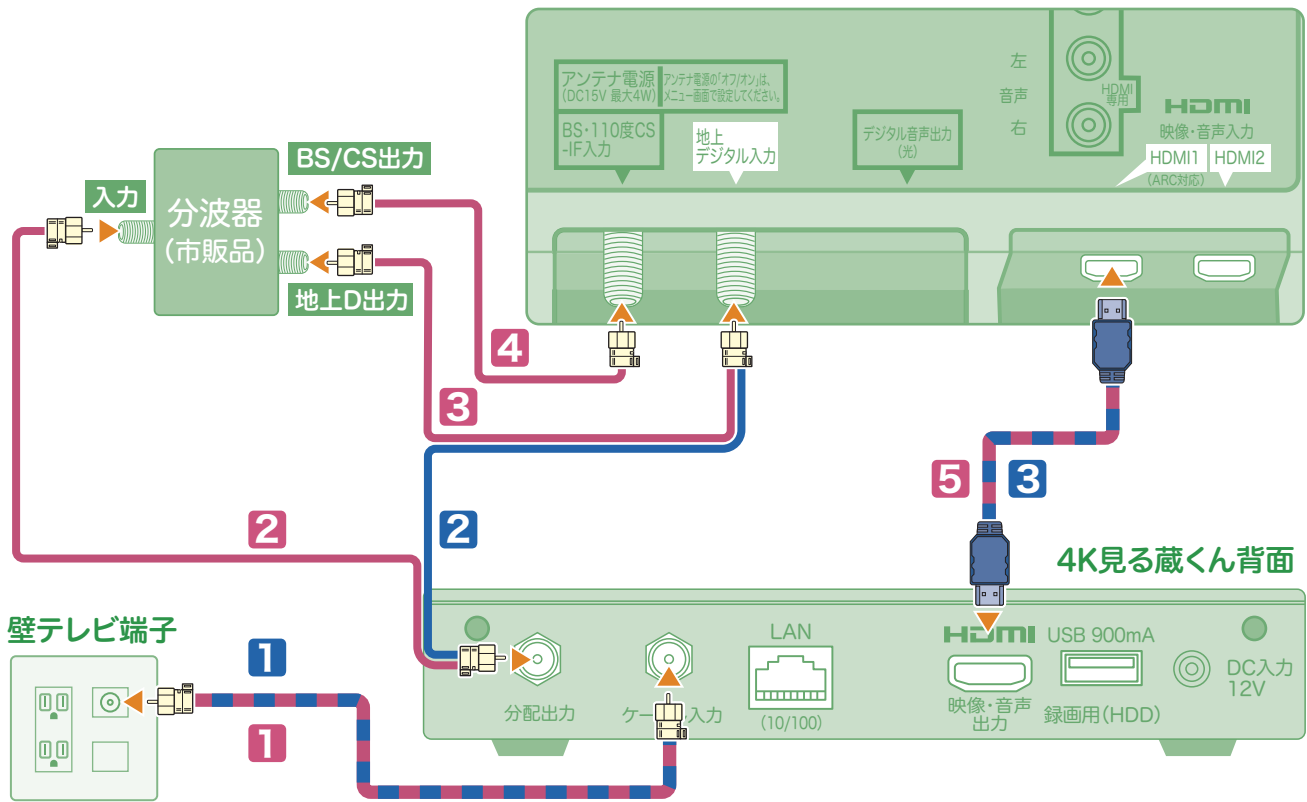 アンテナ電源
(DC15V 最大4W)
アンテナ電源の「オフ/オン」は、
メニュー画面で設定してください。
BS・110度CS
-IF入力
地上
デジタル入力
デジタル音声出力
(光)
左
音声
右
HDMI
専用
HDMI
映像・音声入力
HDMI1
HDMI2
(ARC対応)
BS/CS出力
入力
分波器
(市販品)
地上D出力
4
3
5
3
2
2
4K見る蔵くん背面
壁テレビ端子
1
1
分配出力
ケー
入力
LAN
(10/100)
HDMI
映像・音声
出力
USB 900mA
録画用(HDD)
DC入力
12V